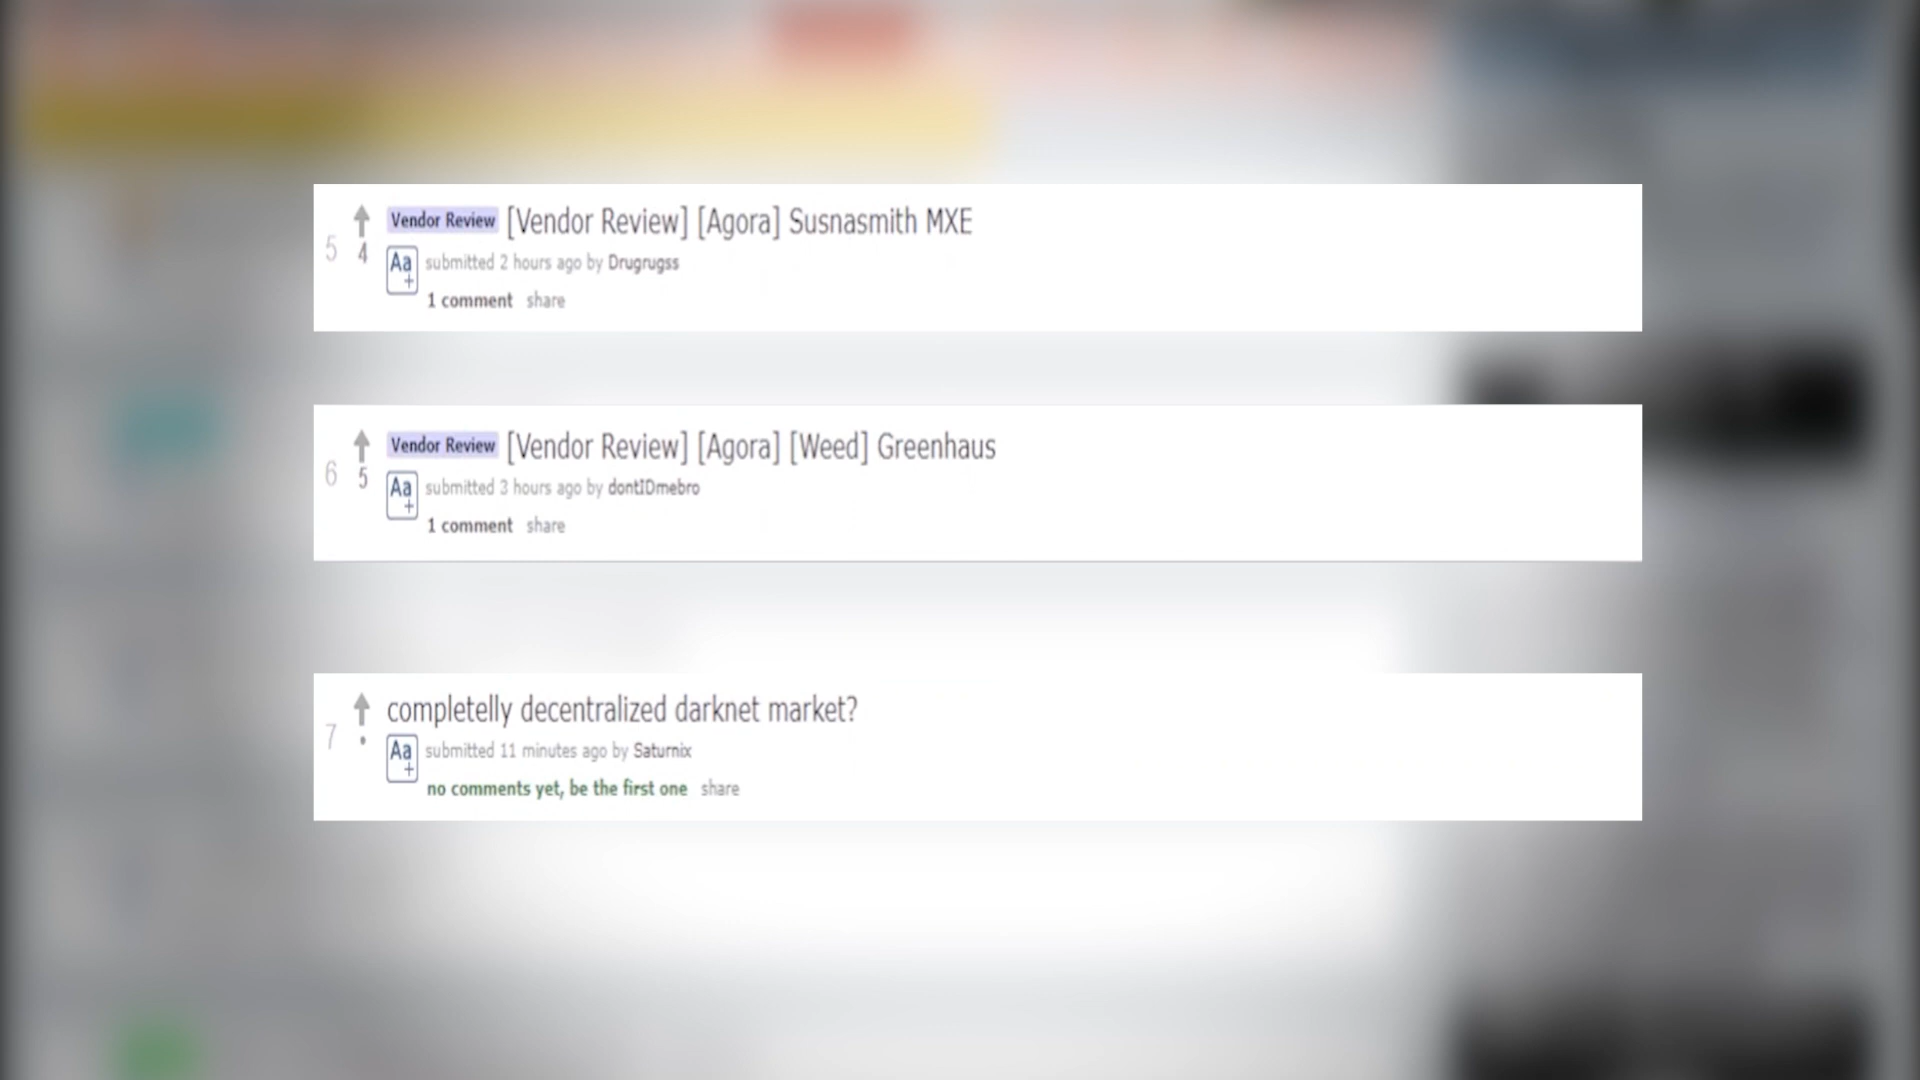 5 4 Vendor Review [Vendor Review] [Agora] Susnasmith MXE
Aa+ submitted 2 hours ago by Drugrugss
1 comment share
6 5 Vendor Review [Vendor Review] [Agora] [Weed] Greenhaus
Aa+ submitted 3 hours ago by dontIDmebro
1 comment share
7 • completelly decentralized darknet market?
Aa+ submitted 11 minutes ago by Saturnix
no comments yet, be the first one share